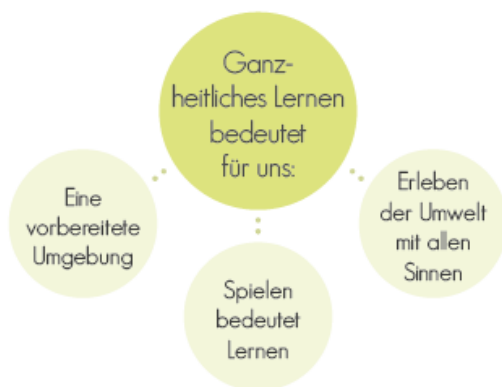 Ganz-
heitliches Lernen
bedeutet
für uns:
Eine
vorbereitete
Umgebung
Spielen
bedeutet
Lernen
Erleben
der Umwelt
mit allen
Sinnen